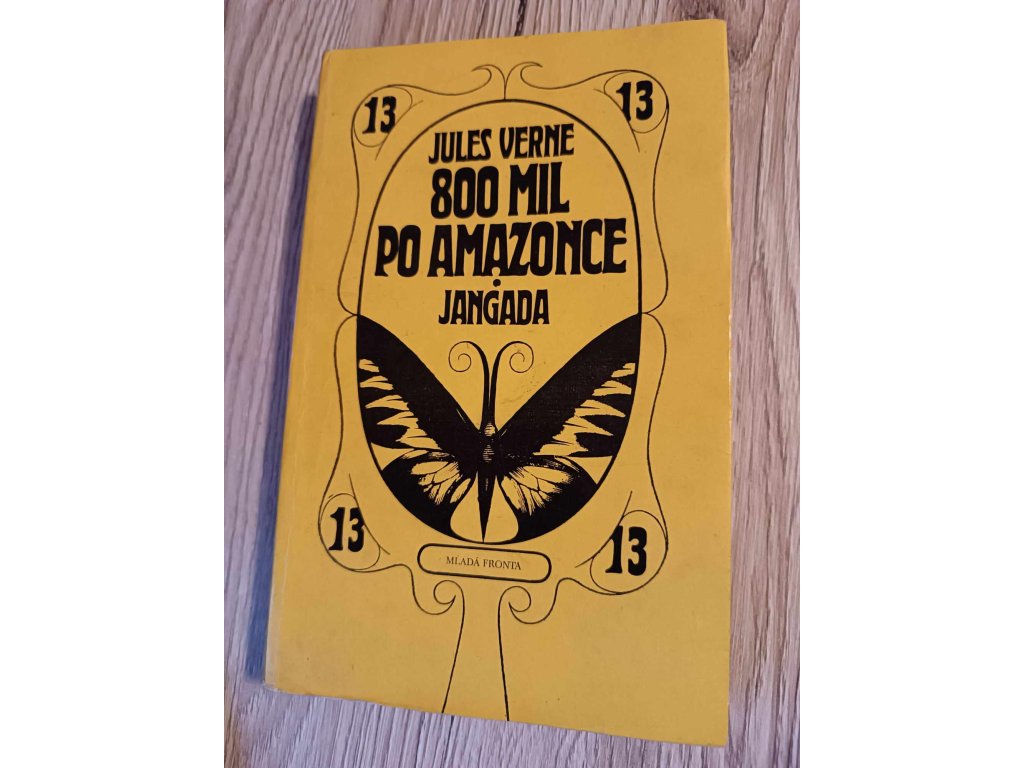 13 13
JULES VERNE
800 MIL
PO AMAZONCE
•
JANGADA
MLADÁ FRONTA
13 13